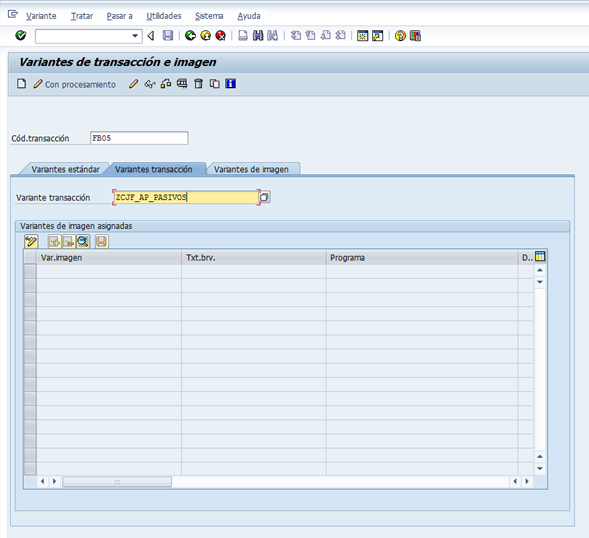 Variante Tratar Pasar a Utilidades Sistema Ayuda
Variantes de transacción e imagen
Con procesamiento
Cód.transacción FB05
Variantes estándar Variantes transacción Variantes de imagen
Variante transacción ZCJF_AP_PASIVOS
Variantes de imagen asignadas
Var.imagen Txt.brv. Programa D..